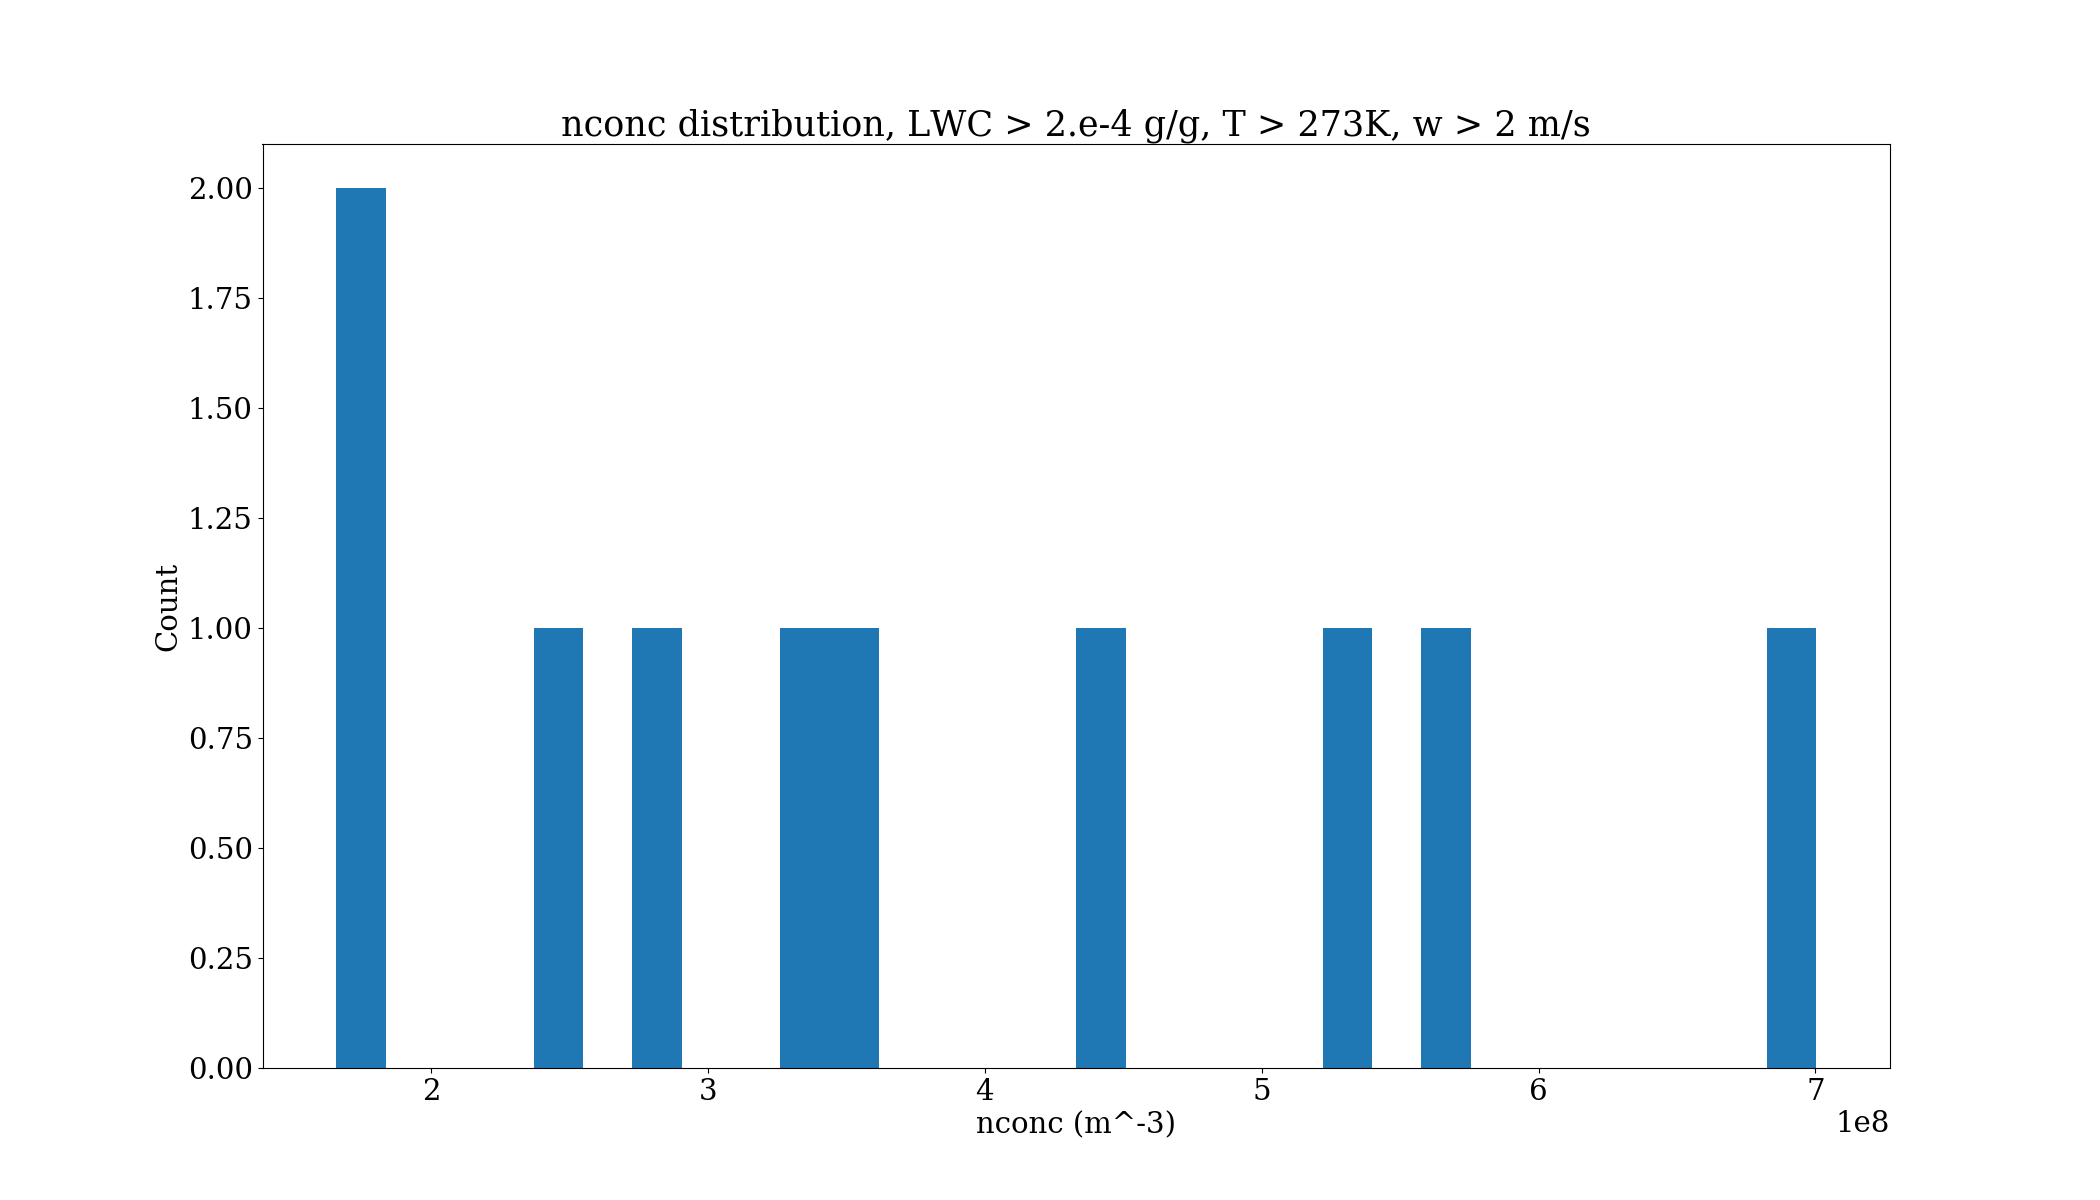 nconc distribution, LWC > 2.e-4 g/g, T > 273K, w > 2 m/s
2.00
1.75
1.50
1.25
1.00
0.75
0.50
0.25
0.00
Count
2 3 4 5 6 7
nconc (m^-3)
1e8